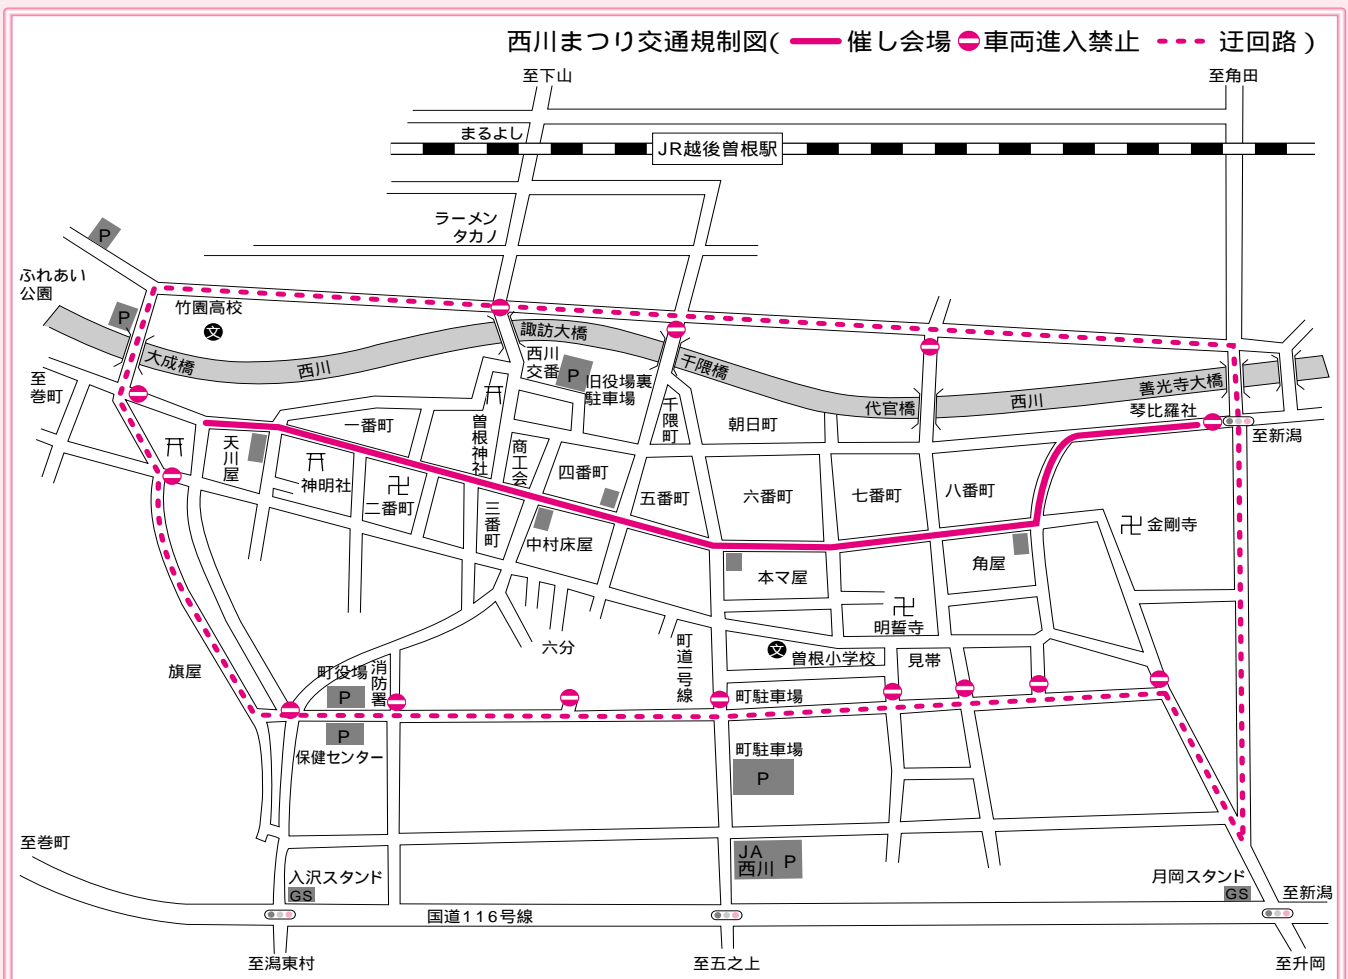 西川まつり交通規制図( 催し会場 車両進入禁止 迂回路 )
至下山
至角田
まるよし
JR越後曽根駅
ラーメン
タカノ
P
ふれあい
公園
P
竹園高校
文
大成橋
西川
諏訪大橋
西川
交番
P
旧役場裏
駐車場
千隈橋
千隈町
代官橋
西川
善光寺大橋
琴比羅社
至新潟
至
巻町
天川屋
一番町
神明社
二番町
曽根神社
商工会
三番町
四番町
中村床屋
五番町
朝日町
六番町
七番町
八番町
金剛寺
本マ屋
角屋
明誓寺
六分
町道一号線
文
曽根小学校
見帯
旗屋
町役場
P
消防署
町駐車場
P
保健センター
町駐車場
P
至巻町
JA
西川
P
入沢スタンド
GS
月岡スタンド
GS
至新潟
国道116号線
至潟東村
至五之上
至升岡